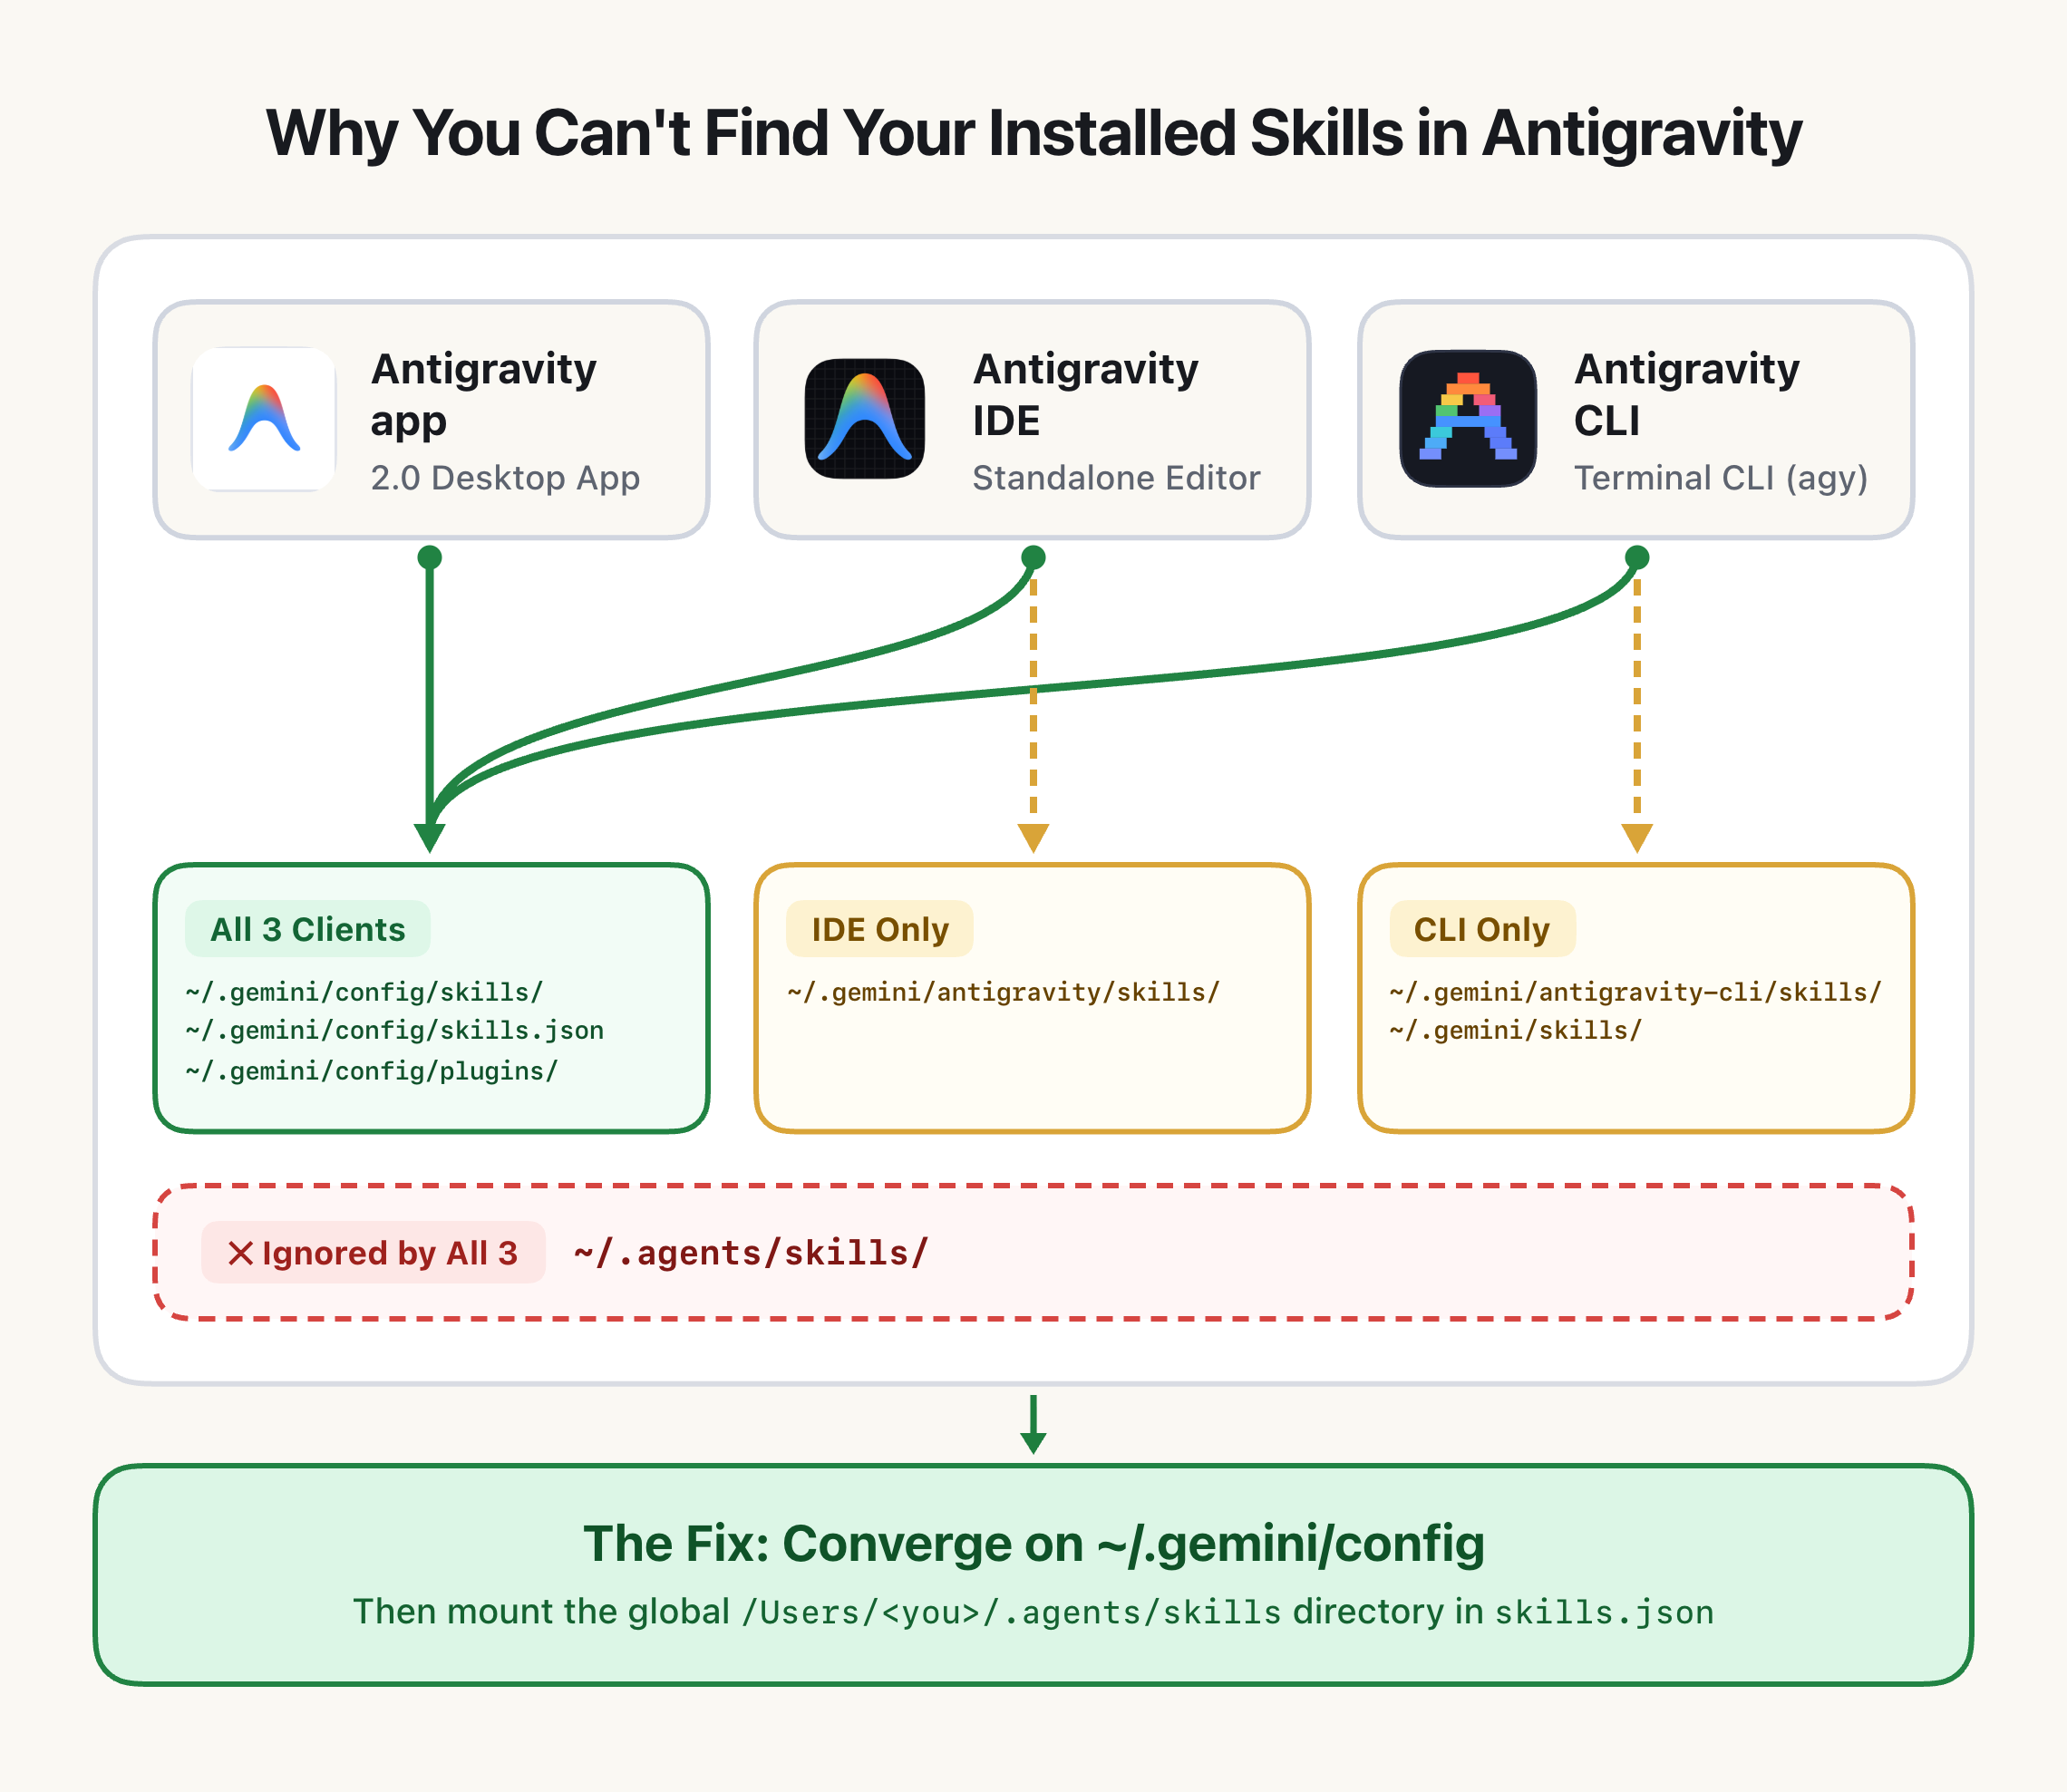 Why You Can't Find Your Installed Skills in Antigravity
Antigravity
app
2.0 Desktop App
Antigravity
IDE
Standalone Editor
Antigravity
CLI
Terminal CLI (agy)
All 3 Clients
~/.gemini/config/skills/
~/.gemini/config/skills.json
~/.gemini/config/plugins/
IDE Only
~/.gemini/antigravity/skills/
CLI Only
~/.gemini/antigravity-cli/skills/
~/.gemini/skills/
✕ Ignored by All 3 ~/.agents/skills/
The Fix: Converge on ~/.gemini/config
Then mount the global /Users/<you>/.agents/skills directory in skills.json